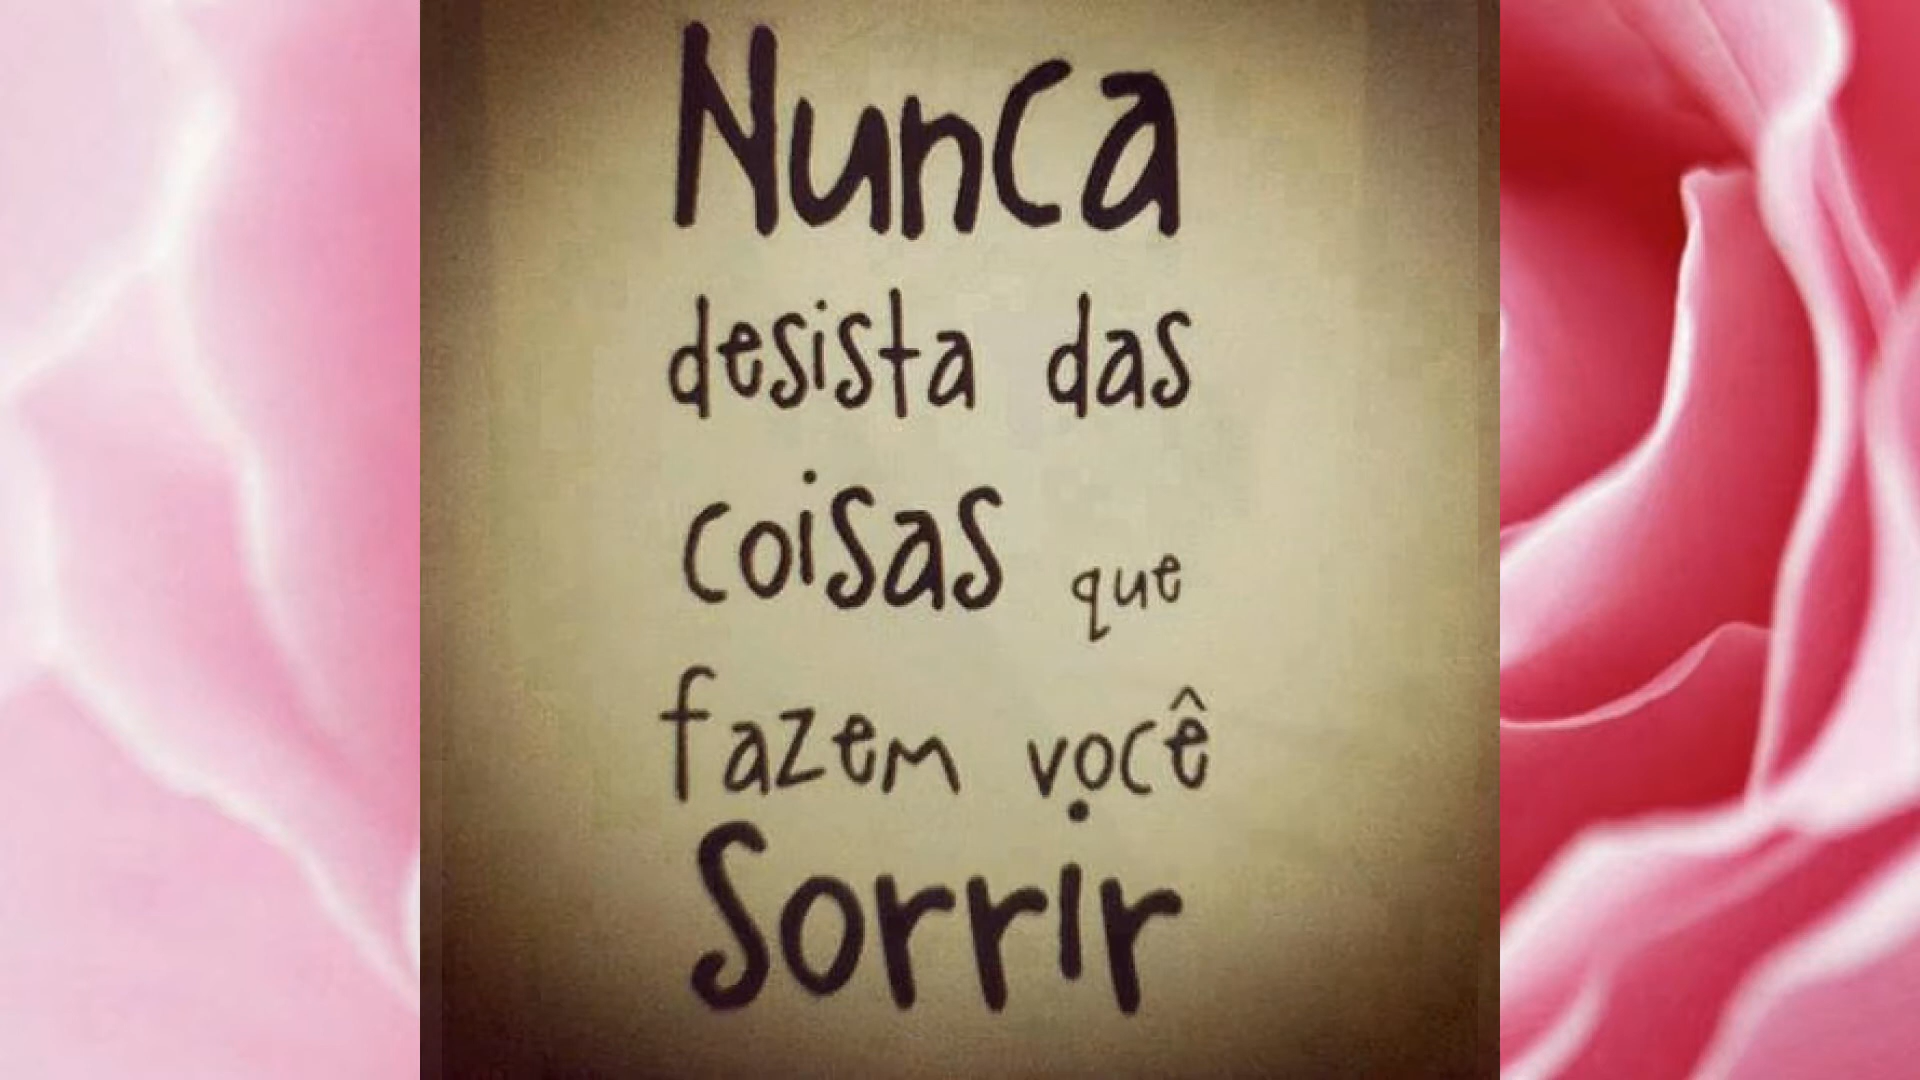 Nunca
desista das
coisas que
fazem você
Sorrir